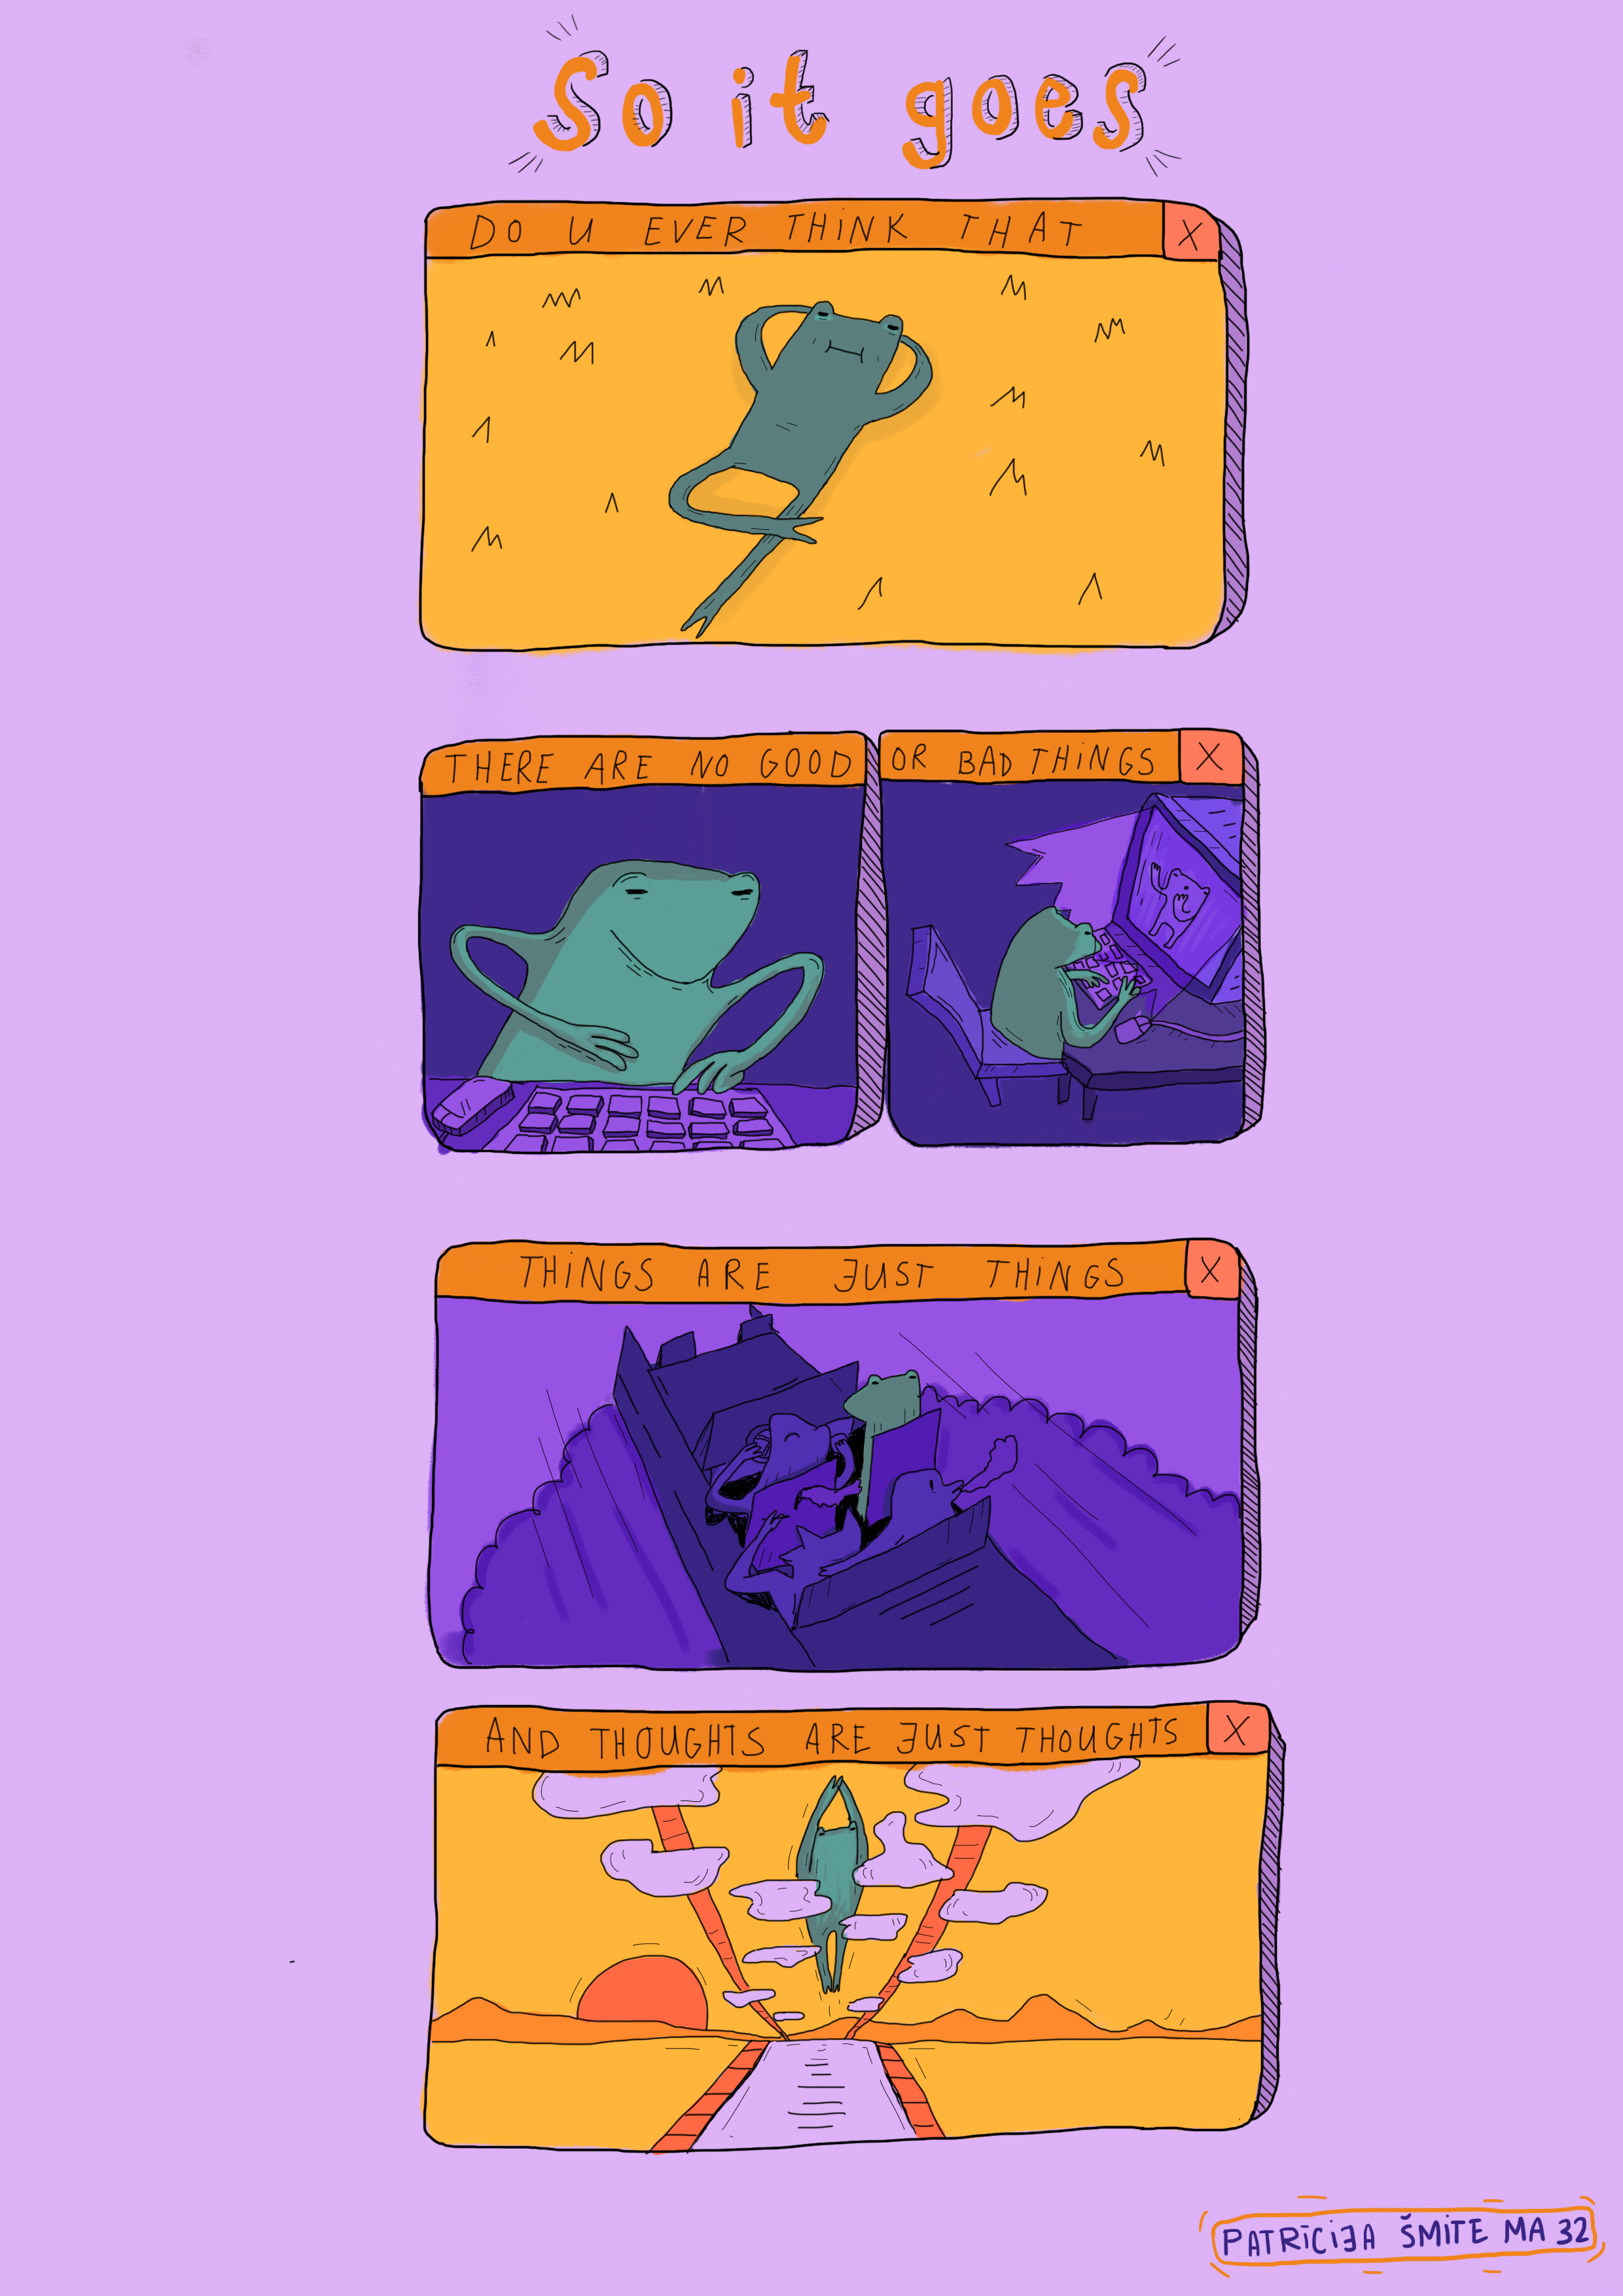 So it goes
DO U EVER THiNK THAT X
THERE ARE NO GOOD
OR BAD THiNGS X
THiNGS ARE JUST THiNGS X
AND THOUGHTS ARE JUST THOUGHTS X
PATRĪCIJA ŠMiTE MA 32